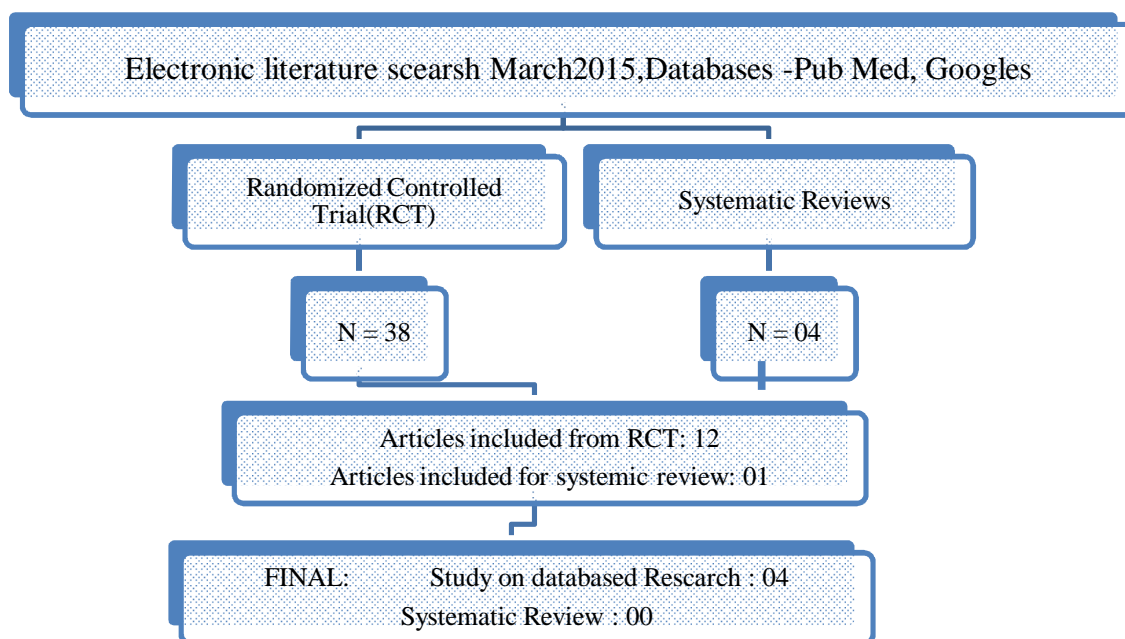 Electronic literature scearsh March2015,Databases -Pub Med, Googles
Randomized Controlled
Trial(RCT)
Systematic Reviews
N = 38
N = 04
Articles included from RCT: 12
Articles included for systemic review: 01
FINAL: Study on databased Rescarch : 04
Systematic Review : 00